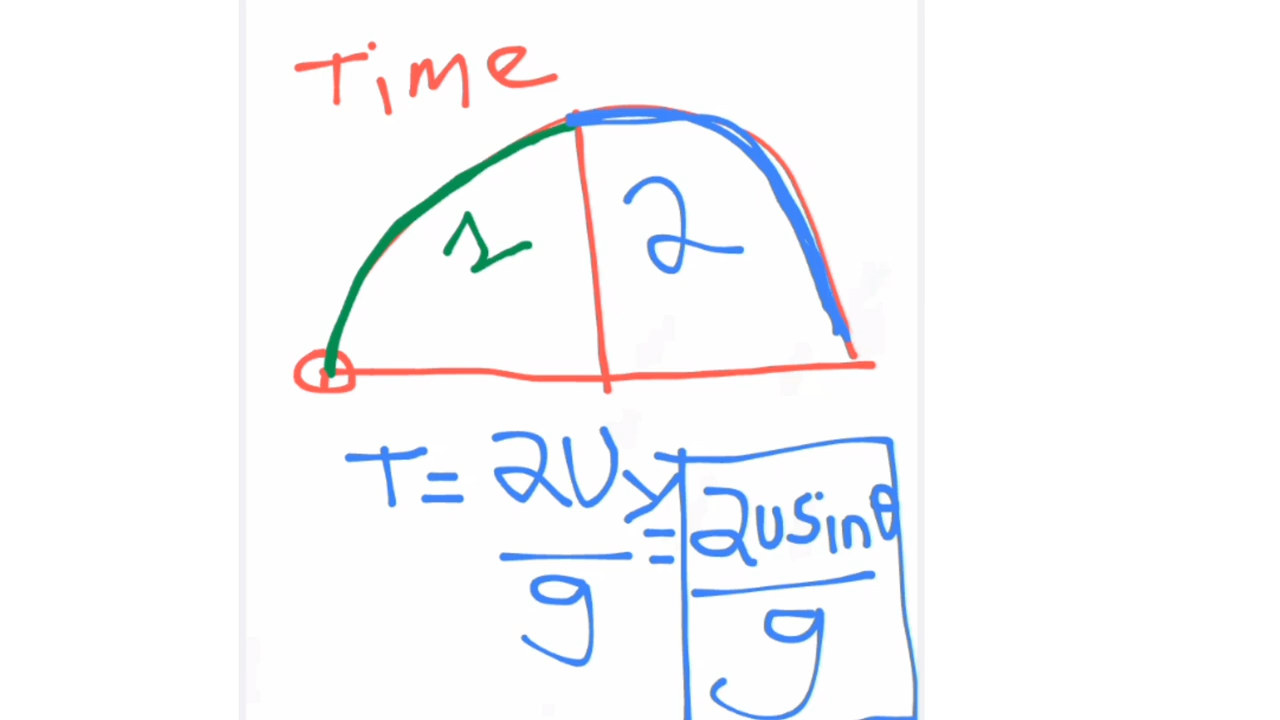 Time
1 2
T = 2Uy/g = 2usinθ/g